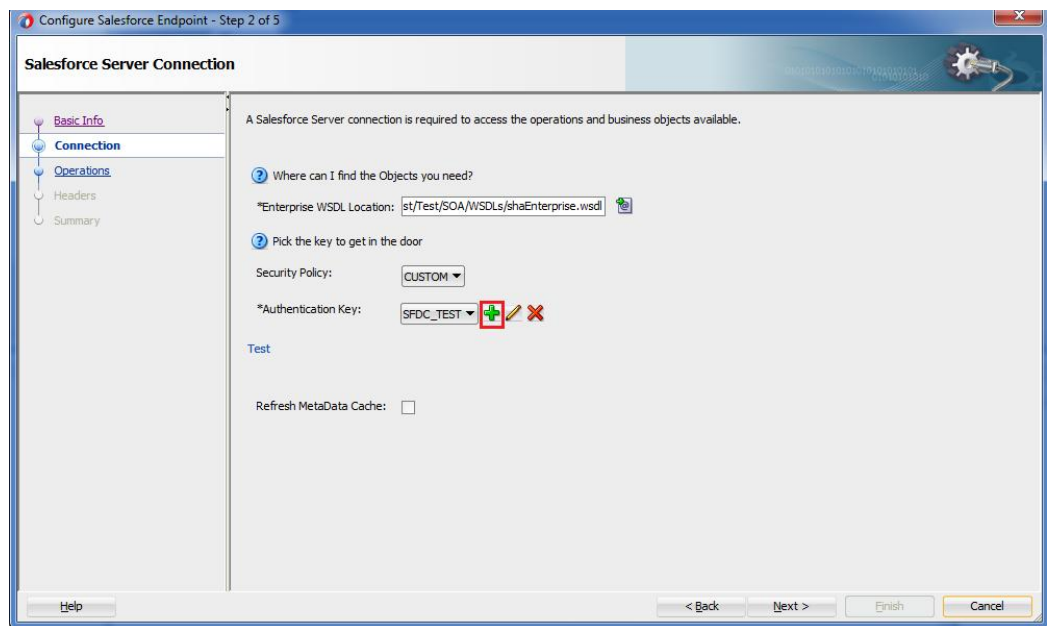 Configure Salesforce Endpoint - Step 2 of 5
x
Salesforce Server Connection
Basic Info
Connection
Operations
Headers
Summary
A Salesforce Server connection is required to access the operations and business objects available.
Where can I find the Objects you need?
*Enterprise WSDL Location: st/Test/SOA/WSDLs/shaEnterprise.wsdl
Pick the key to get in the door
Security Policy: CUSTOM
*Authentication Key: SFDC_TEST
Test
Refresh MetaData Cache:
Help
< Back
Next >
Finish
Cancel